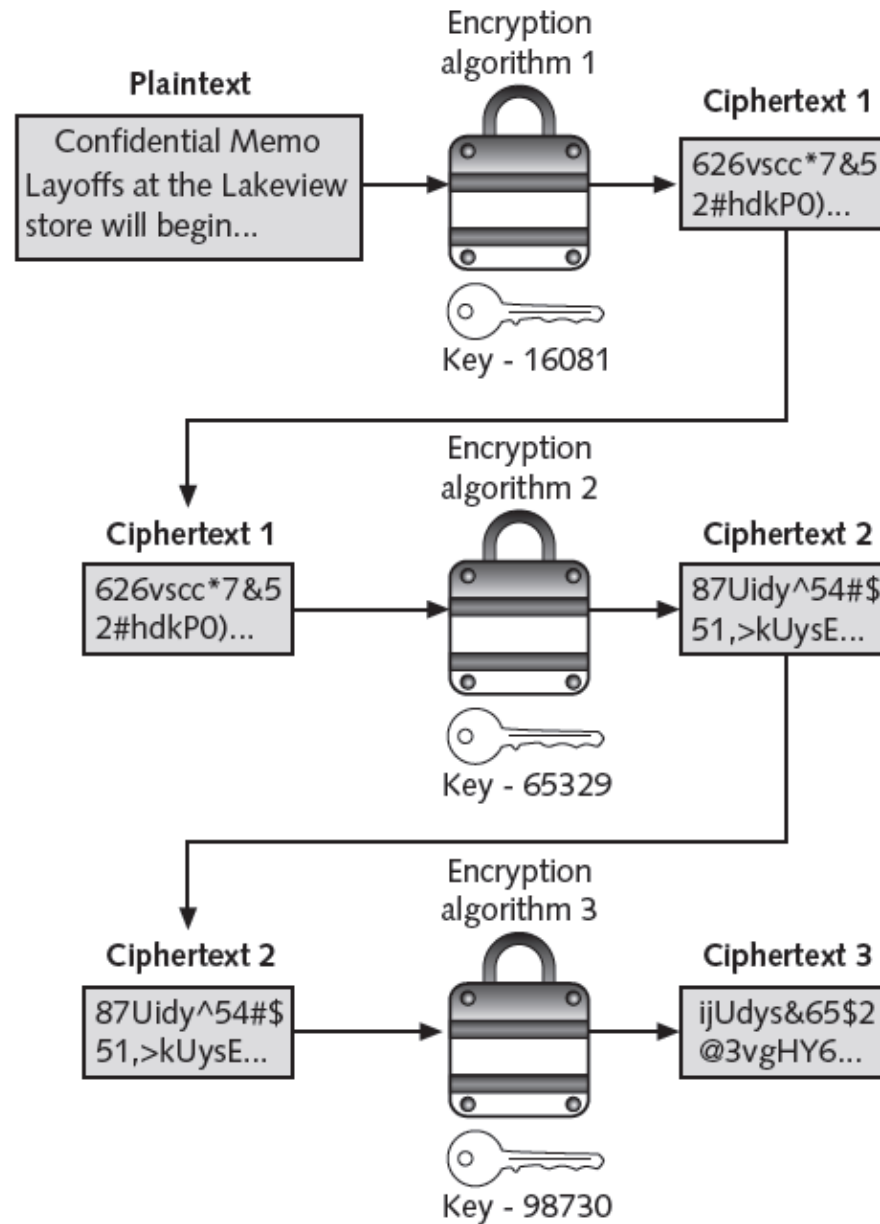 Encryption
algorithm 1
Plaintext
Ciphertext 1
Confidential Memo
Layoffs at the Lakeview
store will begin...
626vscc*7&5
2#hdkP0)...
Key - 16081
Encryption
algorithm 2
Ciphertext 1
Ciphertext 2
626vscc*7&5
2#hdkP0)...
87Uidy^54#$
51,>kUysE...
Key - 65329
Encryption
algorithm 3
Ciphertext 2
Ciphertext 3
87Uidy^54#$
51,>kUysE...
ijUdys&65$2
@3vgHY6...
Key - 98730